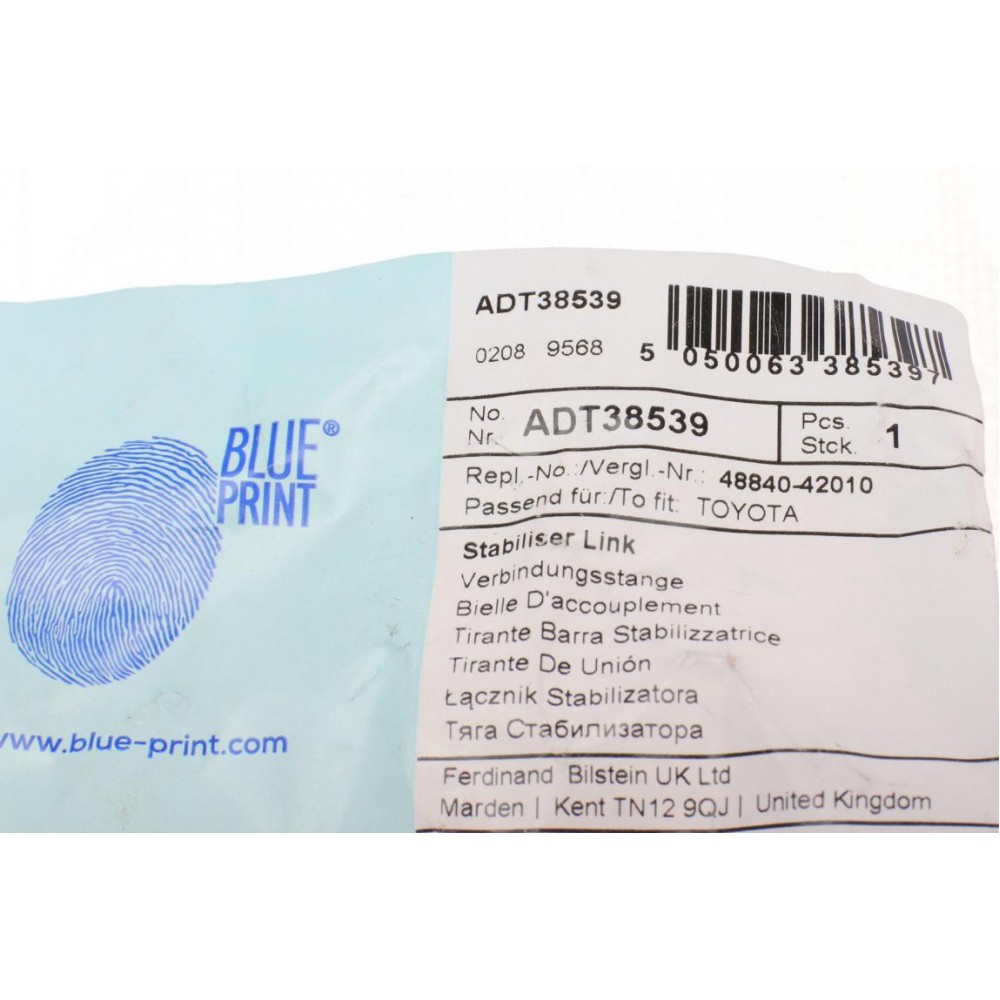 BLUE®
PRINT
www.blue-print.com
ADT38539
0208 9568
5 050063 385397
No.
Nr. ADT38539
Pcs.
Stck. 1
Repl.-No.:/Vergl.-Nr.: 48840-42010
Passend für:/To fit: TOYOTA
Stabiliser Link
Verbindungsstange
Bielle D'accouplement
Tirante Barra Stabilizzatrice
Tirante De Unión
Łącznik Stabilizatora
Тяга Стабилизатора
Ferdinand Bilstein UK Ltd
Marden | Kent TN12 9QJ | United Kingdom